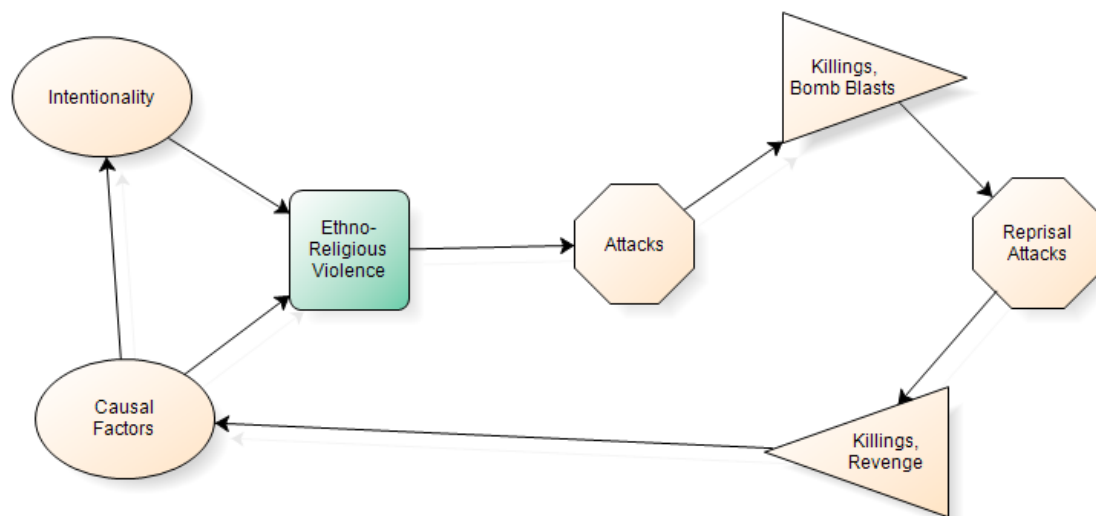 Intentionality
Ethno-
Religious
Violence
Attacks
Killings,
Bomb Blasts
Reprisal
Attacks
Killings,
Revenge
Causal
Factors